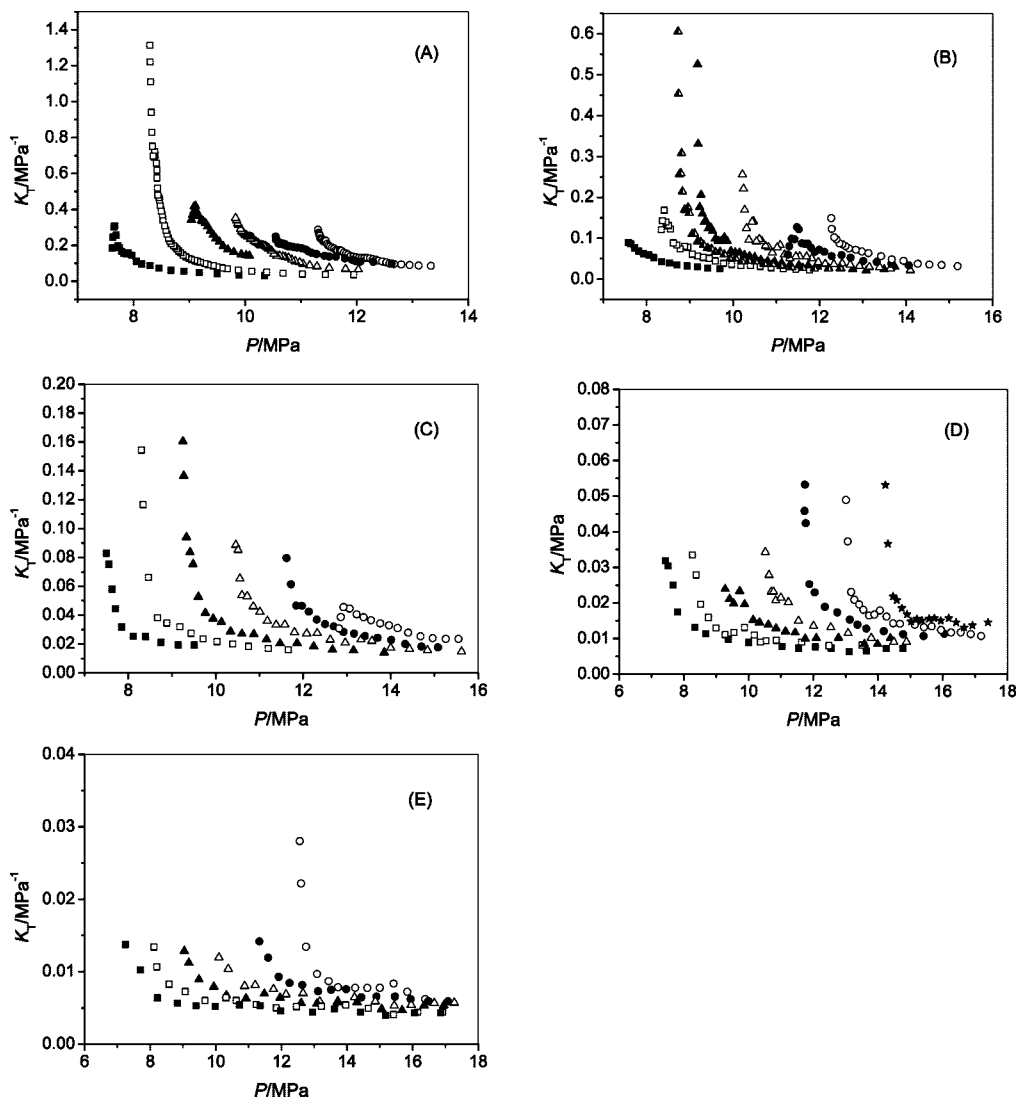 1.4
1.2
1.0
0.8
0.6
0.4
0.2
0.0
K_T/MPa^-1
(A)
8 10 12 14
P/MPa
0.6
0.5
0.4
0.3
0.2
0.1
0.0
K_T/MPa^-1
(B)
8 10 12 14 16
P/MPa
0.20
0.18
0.16
0.14
0.12
0.10
0.08
0.06
0.04
0.02
0.00
K_T/MPa^-1
(C)
8 10 12 14 16
P/MPa
0.08
0.07
0.06
0.05
0.04
0.03
0.02
0.01
0.00
K_T/MPa
(D)
6 8 10 12 14 16 18
P/MPa
0.04
0.03
0.02
0.01
0.00
K_T/MPa^-1
(E)
6 8 10 12 14 16 18
P/MPa